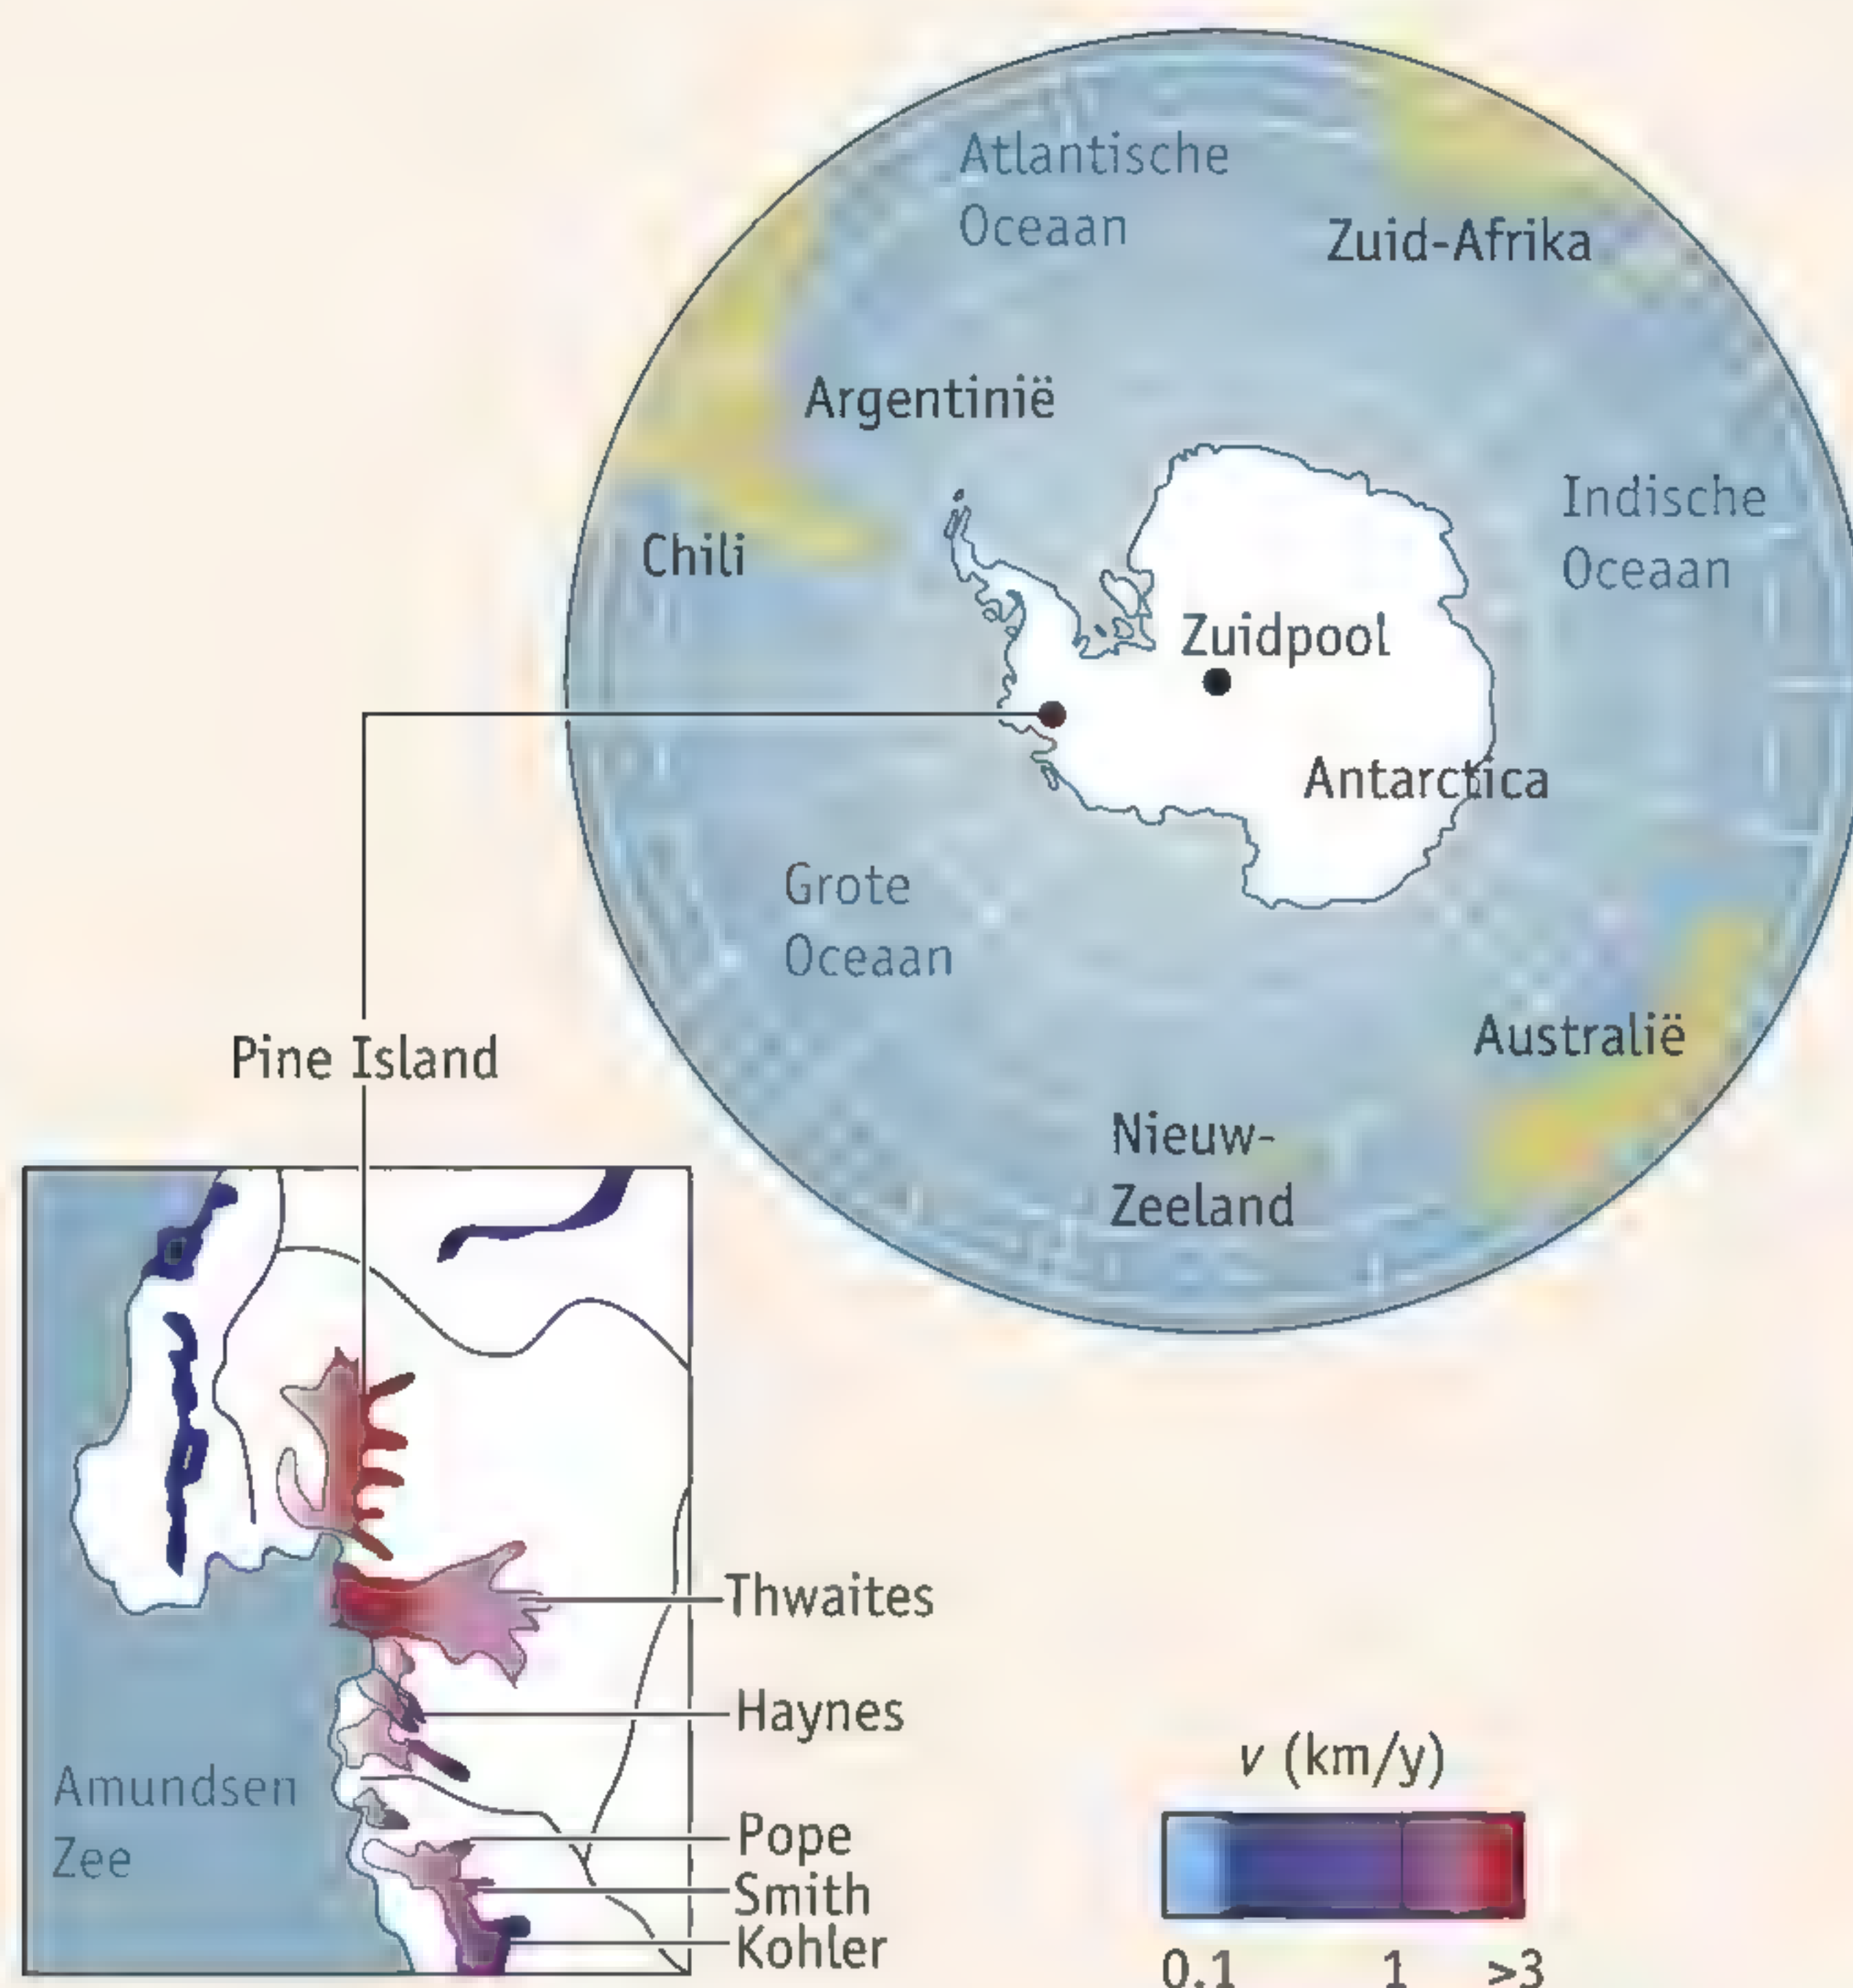 Atlantische
Oceaan
Zuid-Afrika
Argentinië
Indische
Oceaan
Chili
Zuidpool
Antarctica
Grote
Oceaan
Pine Island
Australië
Nieuw-
Zeeland
Thwaites
Haynes
Amundsen
Zee
Pope
Smith
Kohler
v (km/y)
0.1 1 >3